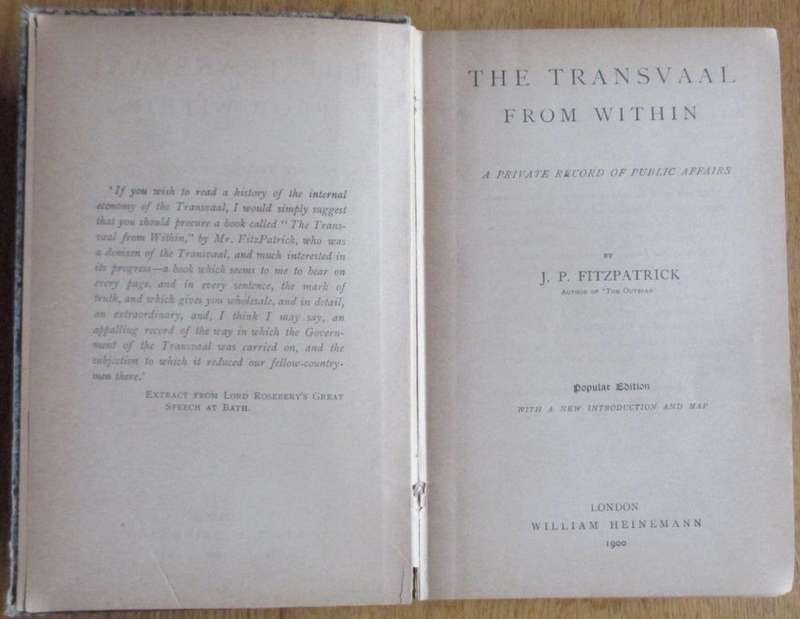 'If you wish to read a history of the internal
economy of the Transvaal, I would simply suggest
that you should procure a book called "The Trans-
vaal from Within," by Mr. FitzPatrick, who was
a denizen of the Transvaal, and much interested in
its progress—a book which seems to me to bear on
every page, and in every sentence, the mark of
truth, and which gives you wholesale, and in detail,
an extraordinary, and, I think I may say, an
appalling record of the way in which the Govern-
ment of the Transvaal was carried on, and the
subjection to which it reduced our fellow-country-
men there.'
Extract from Lord Rosebery's Great
Speech at Bath.
THE TRANSVAAL
FROM WITHIN
A PRIVATE RECORD OF PUBLIC AFFAIRS
BY
J. P. FITZPATRICK
Author of 'The Outspan'
Popular Edition
WITH A NEW INTRODUCTION AND MAP
LONDON
WILLIAM HEINEMANN
1900